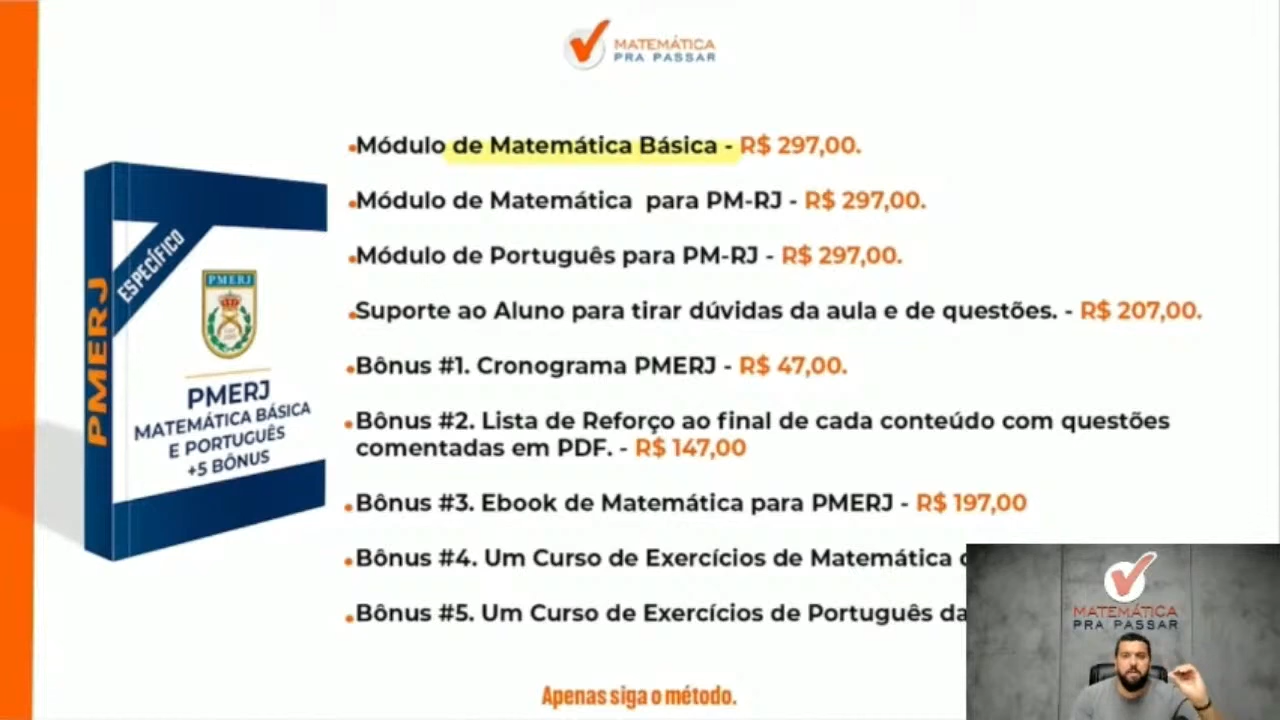 MATEMÁTICA
PRA PASSAR
•Módulo de Matemática Básica - R$ 297,00.
•Módulo de Matemática para PM-RJ - R$ 297,00.
•Módulo de Português para PM-RJ - R$ 297,00.
•Suporte ao Aluno para tirar dúvidas da aula e de questões. - R$ 207,00.
•Bônus #1. Cronograma PMERJ - R$ 47,00.
•Bônus #2. Lista de Reforço ao final de cada conteúdo com questões
comentadas em PDF. - R$ 147,00
•Bônus #3. Ebook de Matemática para PMERJ - R$ 197,00
•Bônus #4. Um Curso de Exercícios de Matemática
•Bônus #5. Um Curso de Exercícios de Português da
Apenas siga o método.
PMERJ
ESPECÍFICO
PMERJ
PMERJ
MATEMÁTICA BÁSICA
E PORTUGUÊS
+5 BÔNUS
MATEMÁTICA
PRA PASSAR